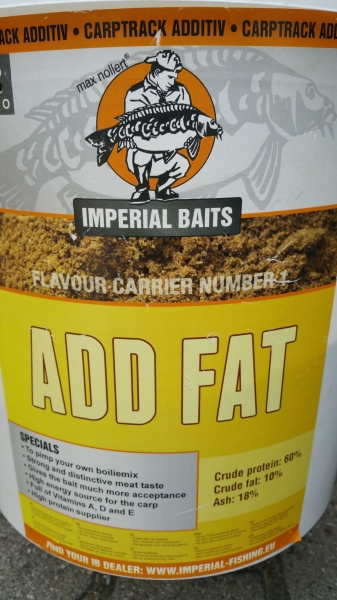 ACK ADDITIV • CARPTRACK ADDITIV • CARPTRACK ADD
max nollert®
IMPERIAL BAITS
FLAVOUR CARRIER NUMBER 1
ADD FAT
SPECIALS
• To pimp your own boiliemix
• Strong and distinctive meat taste
• Gives the bait much more acceptance
• High energy source for the carp
• Full of Vitamins A, D and E
• High protein supplier
Crude protein: 60%
Crude fat: 10%
Ash: 18%
FIND YOUR IB DEALER: WWW.IMPERIAL-FISHING.EU